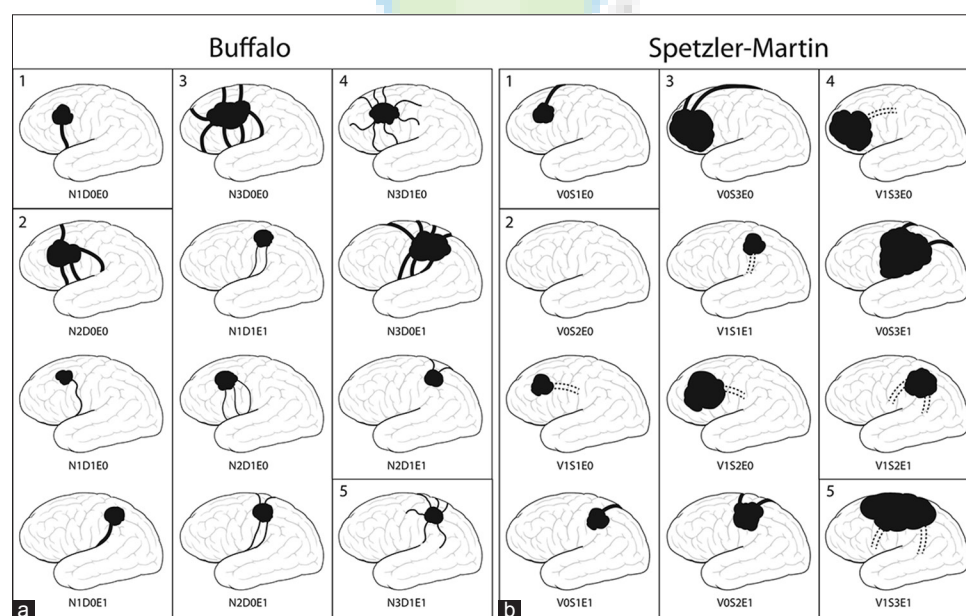 Buffalo
Spetzler-Martin
1
3
4
1
3
4
N1D0E0
N3D0E0
N3D1E0
V0S1E0
V0S3E0
V1S3E0
2
2
N2D0E0
N1D1E1
N3D0E1
V0S2E0
V1S1E1
V0S3E1
N1D1E0
N2D1E0
N2D1E1
V1S1E0
V1S2E0
V1S2E1
5
5
N1D0E1
N2D0E1
N3D1E1
V0S1E1
V0S2E1
V1S3E1
a
b